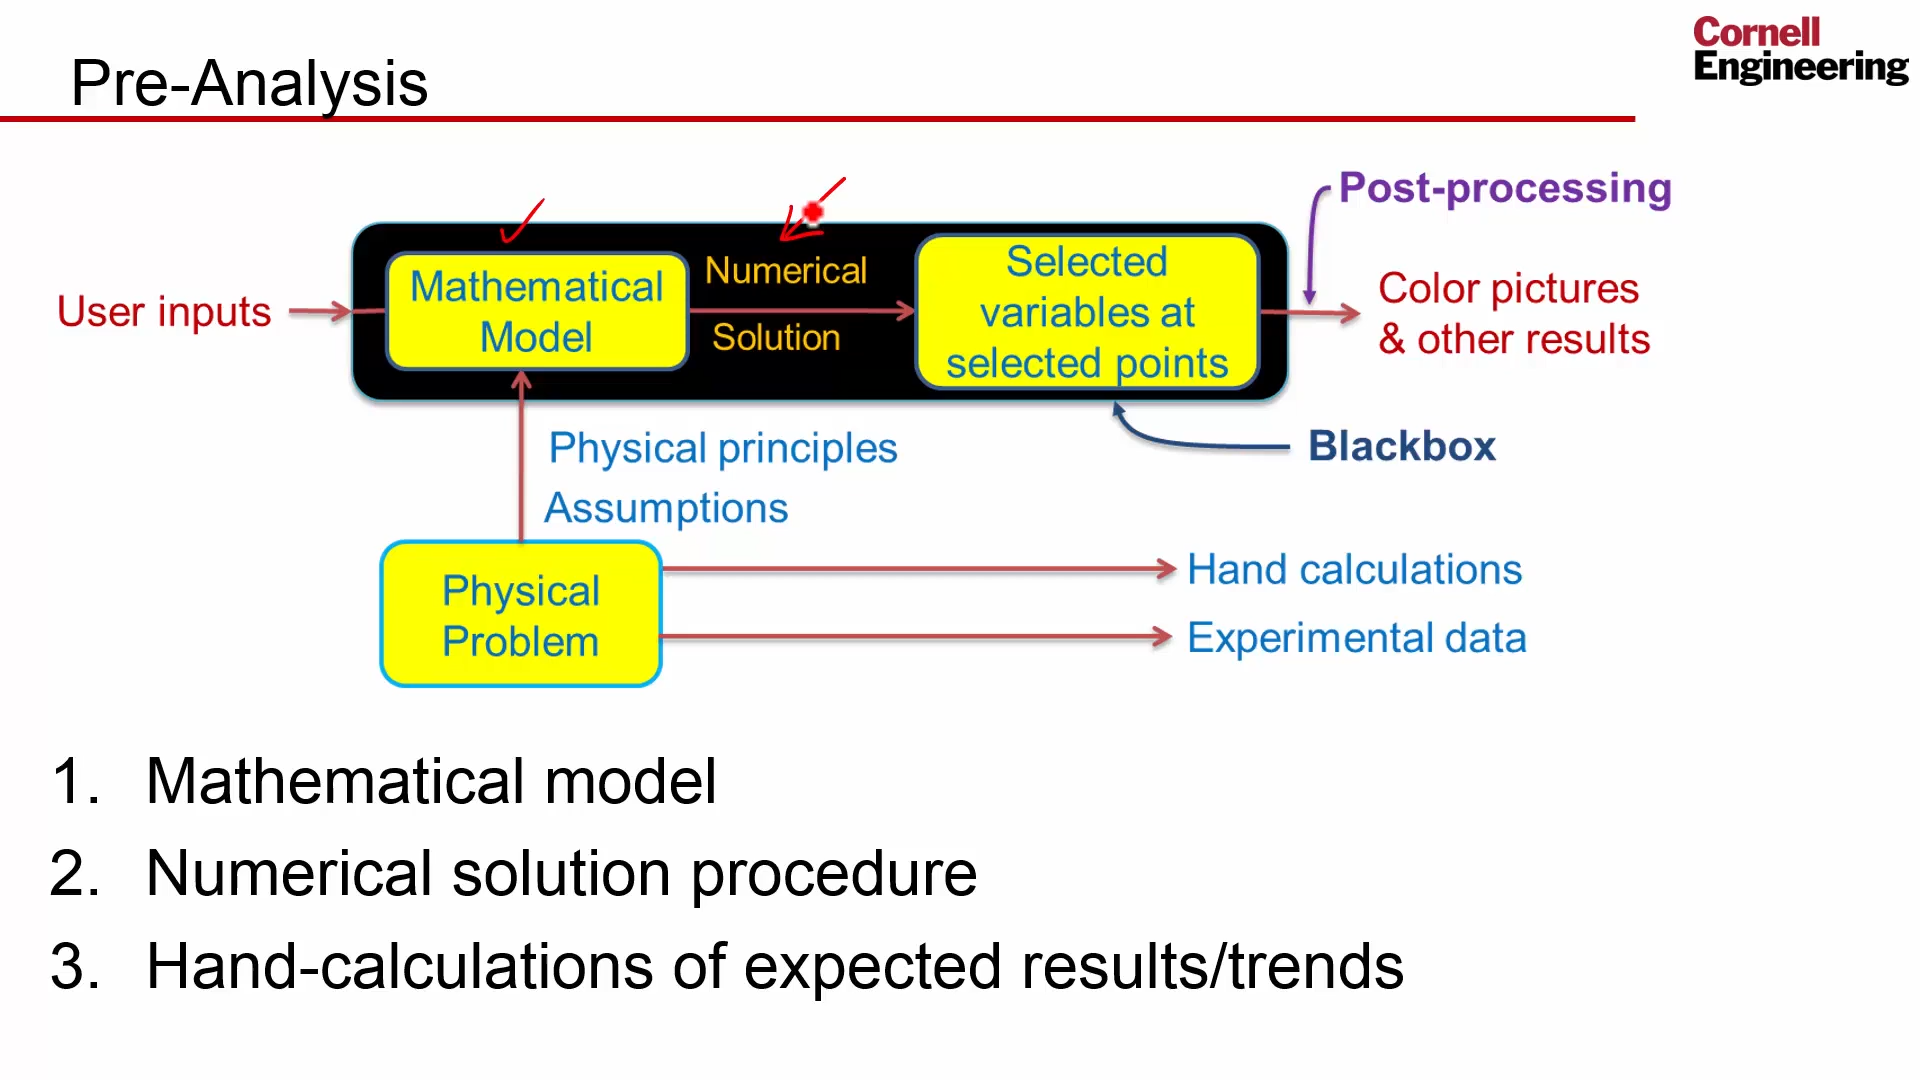 Cornell
Engineering
Pre-Analysis
Post-processing
User inputs
Mathematical
Model
Numerical
Solution
Selected
variables at
selected points
Color pictures
& other results
Blackbox
Physical principles
Assumptions
Physical
Problem
Hand calculations
Experimental data
1. Mathematical model
2. Numerical solution procedure
3. Hand-calculations of expected results/trends